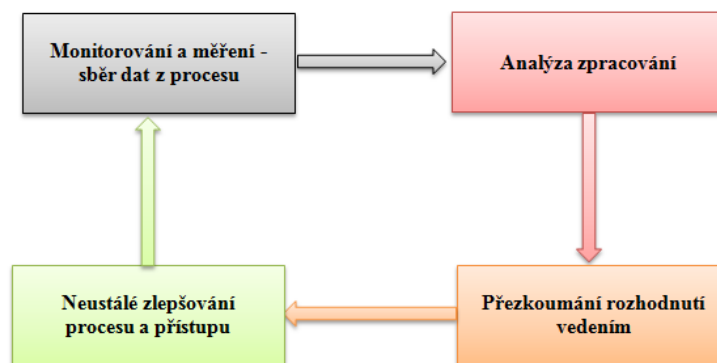 Monitorování a měření -
sběr dat z procesu
Analýza zpracování
Neustálé zlepšování
procesu a přístupu
Přezkoumání rozhodnutí
vedením